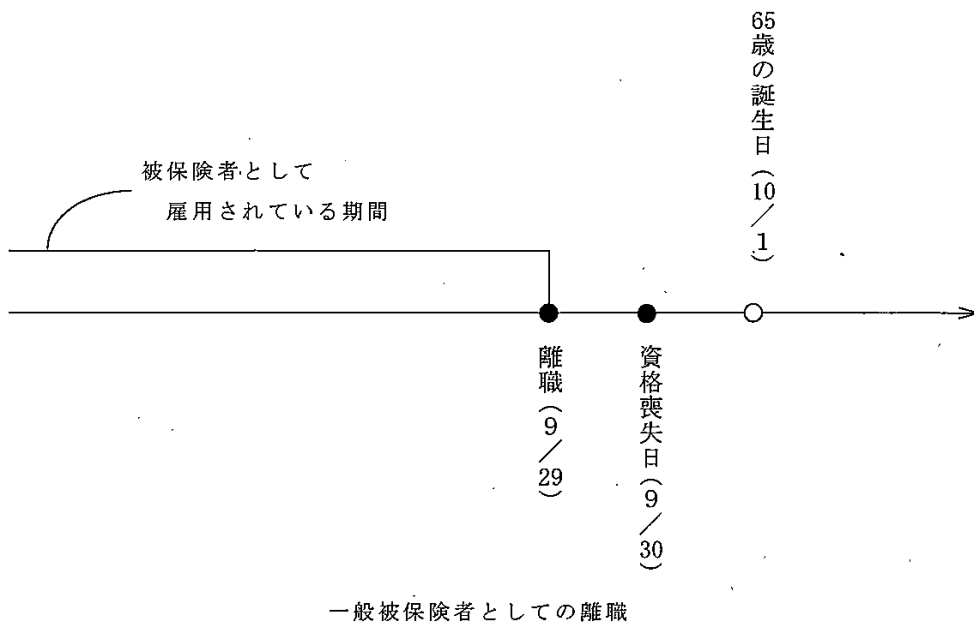 65歳の誕生日(10/1)
被保険者として
雇用されている期間
離職(9/29)
資格喪失日(9/30)
一般被保険者としての離職